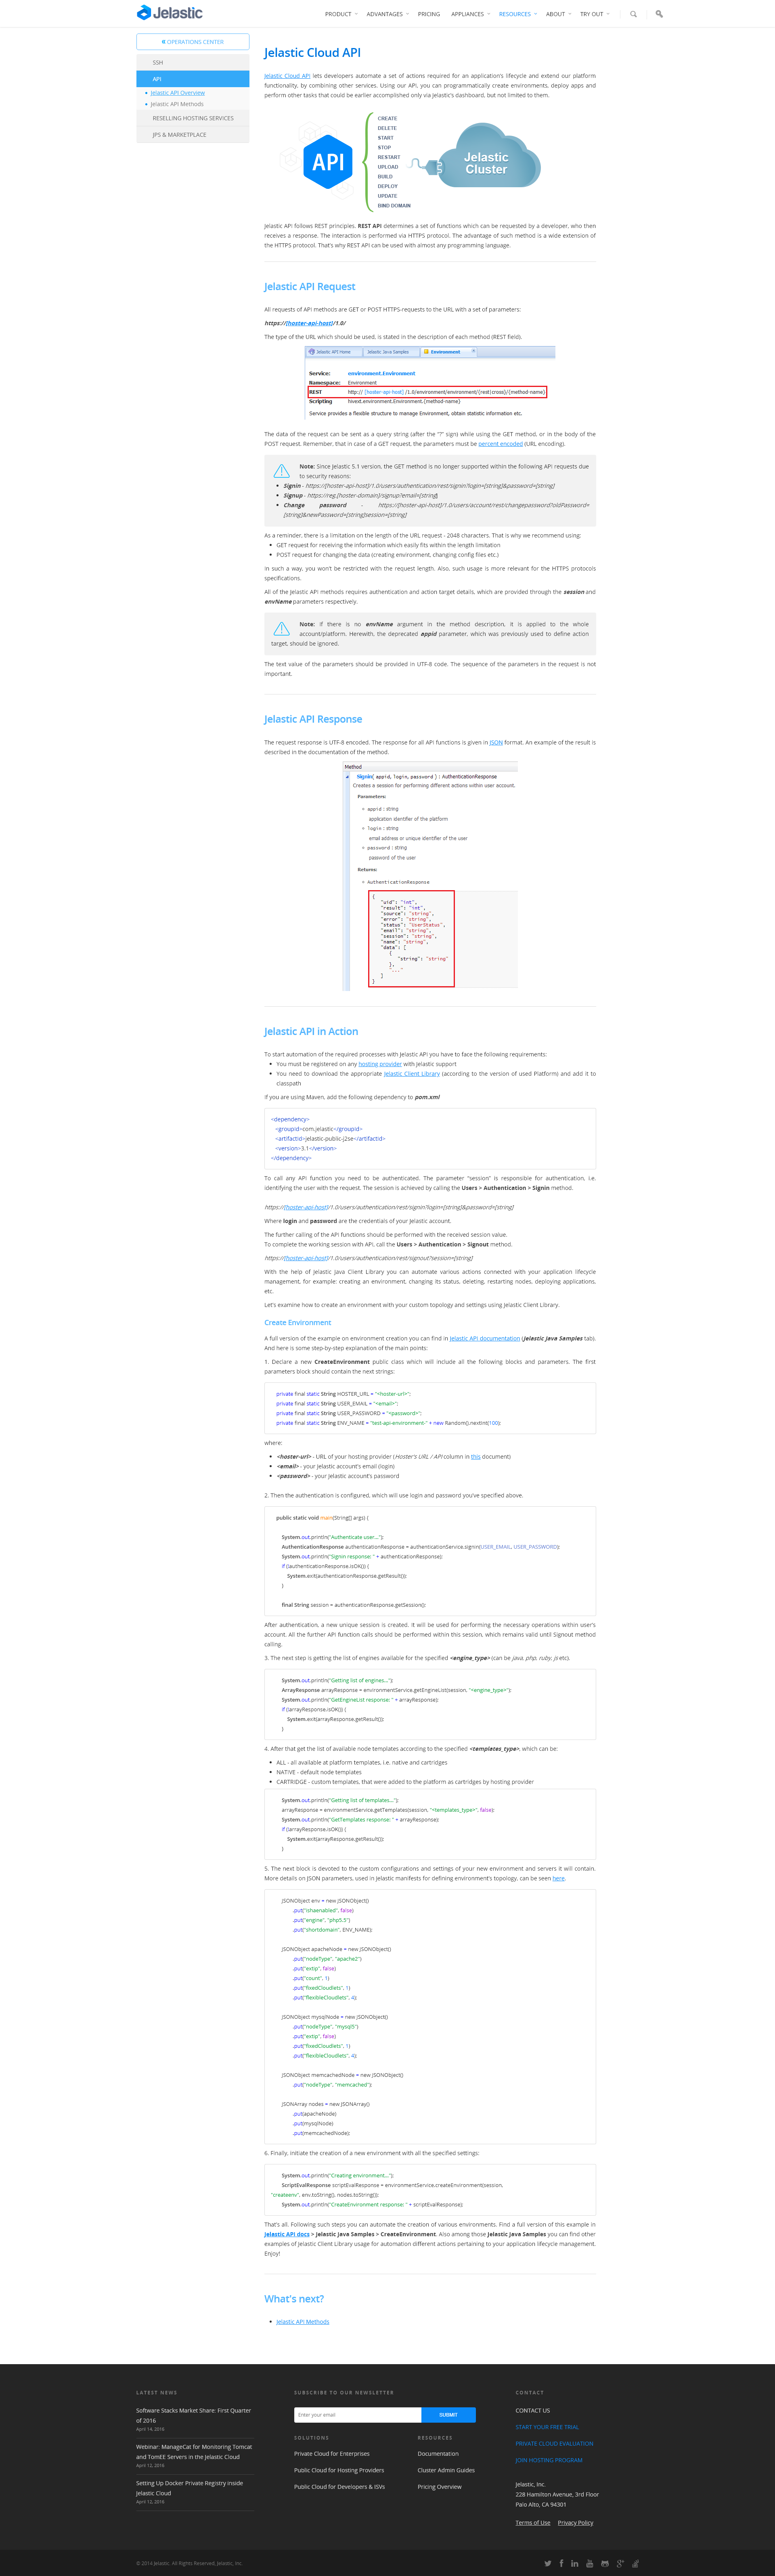 Jelastic
PRODUCT
ADVANTAGES
PRICING
APPLIANCES
RESOURCES
ABOUT
TRY OUT
« OPERATIONS CENTER
SSH
API
Jelastic API Overview
Jelastic API Methods
RESELLING HOSTING SERVICES
JPS & MARKETPLACE
Jelastic Cloud API
Jelastic Cloud API lets developers automate a set of actions required for an application's lifecycle and extend our platform
functionality, by combining other services. Using our API, you can programmatically create environments, deploy apps and
perform other tasks that could be earlier accomplished only via Jelastic's dashboard, but not limited to them.
API
CREATE
DELETE
START
STOP
RESTART
UPLOAD
BUILD
DEPLOY
UPDATE
BIND DOMAIN
Jelastic
Cluster
Jelastic API follows REST principles. REST API determines a set of functions which can be requested by a developer, who then
receives a response. The interaction is performed via HTTPS protocol. The advantage of such method is a wide extension of
the HTTPS protocol. That's why REST API can be used with almost any programming language.
Jelastic API Request
All requests of API methods are GET or POST HTTPS-requests to the URL with a set of parameters:
https://[hoster-api-host]/1.0/
The type of the URL which should be used, is stated in the description of each method (REST field).
Jelastic API Home
Jelastic Java Samples
Environment
Service: environment.Environment
Namespace: Environment
REST http:// [hoster-api-host] /1.0/environment/environment/{rest|cross}/{method-name}
Scripting hivext.environment.Environment.{method-name}
Service provides a flexible structure to manage Environment, obtain statistic information etc.
The data of the request can be sent as a query string (after the "?" sign) while using the GET method, or in the body of the
POST request. Remember, that in case of a GET request, the parameters must be percent encoded (URL encoding).
Note: Since Jelastic 5.1 version, the GET method is no longer supported within the following API requests due
to security reasons:
Signin - https://[hoster-api-host]/1.0/users/authentication/rest/signin?login=[string]&password=[string]
Signup - https://reg.{hoster-domain}/signup?email=[string]
Change password - https://[hoster-api-host]/1.0/users/account/rest/changepassword?oldPassword=
[string]&newPassword=[string]session=[string]
As a reminder, there is a limitation on the length of the URL request - 2048 characters. That is why we recommend using:
GET request for receiving the information which easily fits within the length limitation
POST request for changing the data (creating environment, changing config files etc.)
In such a way, you won't be restricted with the request length. Also, such usage is more relevant for the HTTPS protocols
specifications.
All of the Jelastic API methods requires authentication and action target details, which are provided through the session and
envName parameters respectively.
Note: If there is no envName argument in the method description, it is applied to the whole
account/platform. Herewith, the deprecated appid parameter, which was previously used to define action
target, should be ignored.
The text value of the parameters should be provided in UTF-8 code. The sequence of the parameters in the request is not
important.
Jelastic API Response
The request response is UTF-8 encoded. The response for all API functions is given in JSON format. An example of the result is
described in the documentation of the method.
Method
Signin( appid, login, password ) : AuthenticationResponse
Creates a session for performing different actions within user account.
Parameters:
appid : string
application identifier of the platform
login : string
email address or unique identifier of the user
password : string
password of the user
Returns:
AuthenticationResponse
{
"uid": "int",
"result": "int",
"source": "string",
"error": "string",
"status": "UserStatus",
"email": "string",
"session": "string",
"name": "string",
"data": [
{
"string": "string"
},
"..."
]
}
Jelastic API in Action
To start automation of the required processes with Jelastic API you have to face the following requirements:
You must be registered on any hosting provider with Jelastic support
You need to download the appropriate Jelastic Client Library (according to the version of used Platform) and add it to
classpath
If you are using Maven, add the following dependency to pom.xml
<dependency>
<groupid>com.jelastic</groupid>
<artifactid>jelastic-public-j2se</artifactid>
<version>3.1</version>
</dependency>
To call any API function you need to be authenticated. The parameter "session" is responsible for authentication, i.e.
identifying the user with the request. The session is achieved by calling the Users > Authentication > Signin method.
https://[hoster-api-host]/1.0/users/authentication/rest/signin?login=[string]&password=[string]
Where login and password are the credentials of your Jelastic account.
The further calling of the API functions should be performed with the received session value.
To complete the working session with API, call the Users > Authentication > Signout method.
https://[hoster-api-host]/1.0/users/authentication/rest/signout?session=[string]
With the help of Jelastic Java Client Library you can automate various actions connected with your application lifecycle
management, for example: creating an environment, changing its status, deleting, restarting nodes, deploying applications,
etc.
Let's examine how to create an environment with your custom topology and settings using Jelastic Client Library.
Create Environment
A full version of the example on environment creation you can find in Jelastic API documentation (Jelastic Java Samples tab).
And here is some step-by-step explanation of the main points:
1. Declare a new CreateEnvironment public class which will include all the following blocks and parameters. The first
parameters block should contain the next strings:
private final static String HOSTER_URL = "<hoster-url>";
private final static String USER_EMAIL = "<email>";
private final static String USER_PASSWORD = "<password>";
private final static String ENV_NAME = "test-api-environment-" + new Random().nextInt(100);
where:
<hoster-url> - URL of your hosting provider (Hoster's URL / API column in this document)
<email> - your Jelastic account's email (login)
<password> - your Jelastic account's password
2. Then the authentication is configured, which will use login and password you've specified above.
public static void main(String[] args) {
System.out.println("Authenticate user...");
AuthenticationResponse authenticationResponse = authenticationService.signin(USER_EMAIL, USER_PASSWORD);
System.out.println("Signin response: " + authenticationResponse);
if (!authenticationResponse.isOK()) {
System.exit(authenticationResponse.getResult());
}
final String session = authenticationResponse.getSession();
After authentication, a new unique session is created. It will be used for performing the necessary operations within user's
account. All the further API function calls should be performed within this session, which remains valid until Signout method
calling.
3. The next step is getting the list of engines available for the specified <engine_type> (can be java, php, ruby, js etc).
System.out.println("Getting list of engines...");
ArrayResponse arrayResponse = environmentService.getEngineList(session, "<engine_type>");
System.out.println("GetEngineList response: " + arrayResponse);
if (!arrayResponse.isOK()) {
System.exit(arrayResponse.getResult());
}
4. After that get the list of available node templates according to the specified <templates_type>, which can be:
ALL - all available at platform templates, i.e. native and cartridges
NATIVE - default node templates
CARTRIDGE - custom templates, that were added to the platform as cartridges by hosting provider
System.out.println("Getting list of templates...");
arrayResponse = environmentService.getTemplates(session, "<templates_type>", false);
System.out.println("GetTemplates response: " + arrayResponse);
if (!arrayResponse.isOK()) {
System.exit(arrayResponse.getResult());
}
5. The next block is devoted to the custom configurations and settings of your new environment and servers it will contain.
More details on JSON parameters, used in Jelastic manifests for defining environment's topology, can be seen here.
JSONObject env = new JSONObject()
.put("ishaenabled", false)
.put("engine", "php5.5")
.put("shortdomain", ENV_NAME);
JSONObject apacheNode = new JSONObject()
.put("nodeType", "apache2")
.put("extip", false)
.put("count", 1)
.put("fixedCloudlets", 1)
.put("flexibleCloudlets", 4);
JSONObject mysqlNode = new JSONObject()
.put("nodeType", "mysql5")
.put("extip", false)
.put("fixedCloudlets", 1)
.put("flexibleCloudlets", 4);
JSONObject memcachedNode = new JSONObject()
.put("nodeType", "memcached");
JSONArray nodes = new JSONArray()
.put(apacheNode)
.put(mysqlNode)
.put(memcachedNode);
6. Finally, initiate the creation of a new environment with all the specified settings:
System.out.println("Creating environment...");
ScriptEvalResponse scriptEvalResponse = environmentService.createEnvironment(session,
"createenv", env.toString(), nodes.toString());
System.out.println("CreateEnvironment response: " + scriptEvalResponse);
That's all. Following such steps you can automate the creation of various environments. Find a full version of this example in
Jelastic API docs > Jelastic Java Samples > CreateEnvironment. Also among those Jelastic Java Samples you can find other
examples of Jelastic Client Library usage for automation different actions pertaining to your application lifecycle management.
Enjoy!
What's next?
Jelastic API Methods
LATEST NEWS
Software Stacks Market Share: First Quarter
of 2016
April 14, 2016
Webinar: ManageCat for Monitoring Tomcat
and TomEE Servers in the Jelastic Cloud
April 12, 2016
Setting Up Docker Private Registry inside
Jelastic Cloud
April 12, 2016
SUBSCRIBE TO OUR NEWSLETTER
Enter your email
SUBMIT
SOLUTIONS
Private Cloud for Enterprises
Public Cloud for Hosting Providers
Public Cloud for Developers & ISVs
RESOURCES
Documentation
Cluster Admin Guides
Pricing Overview
CONTACT
CONTACT US
START YOUR FREE TRIAL
PRIVATE CLOUD EVALUATION
JOIN HOSTING PROGRAM
Jelastic, Inc.
228 Hamilton Avenue, 3rd Floor
Palo Alto, CA 94301
Terms of Use
Privacy Policy
© 2014 Jelastic. All Rights Reserved, Jelastic, Inc.